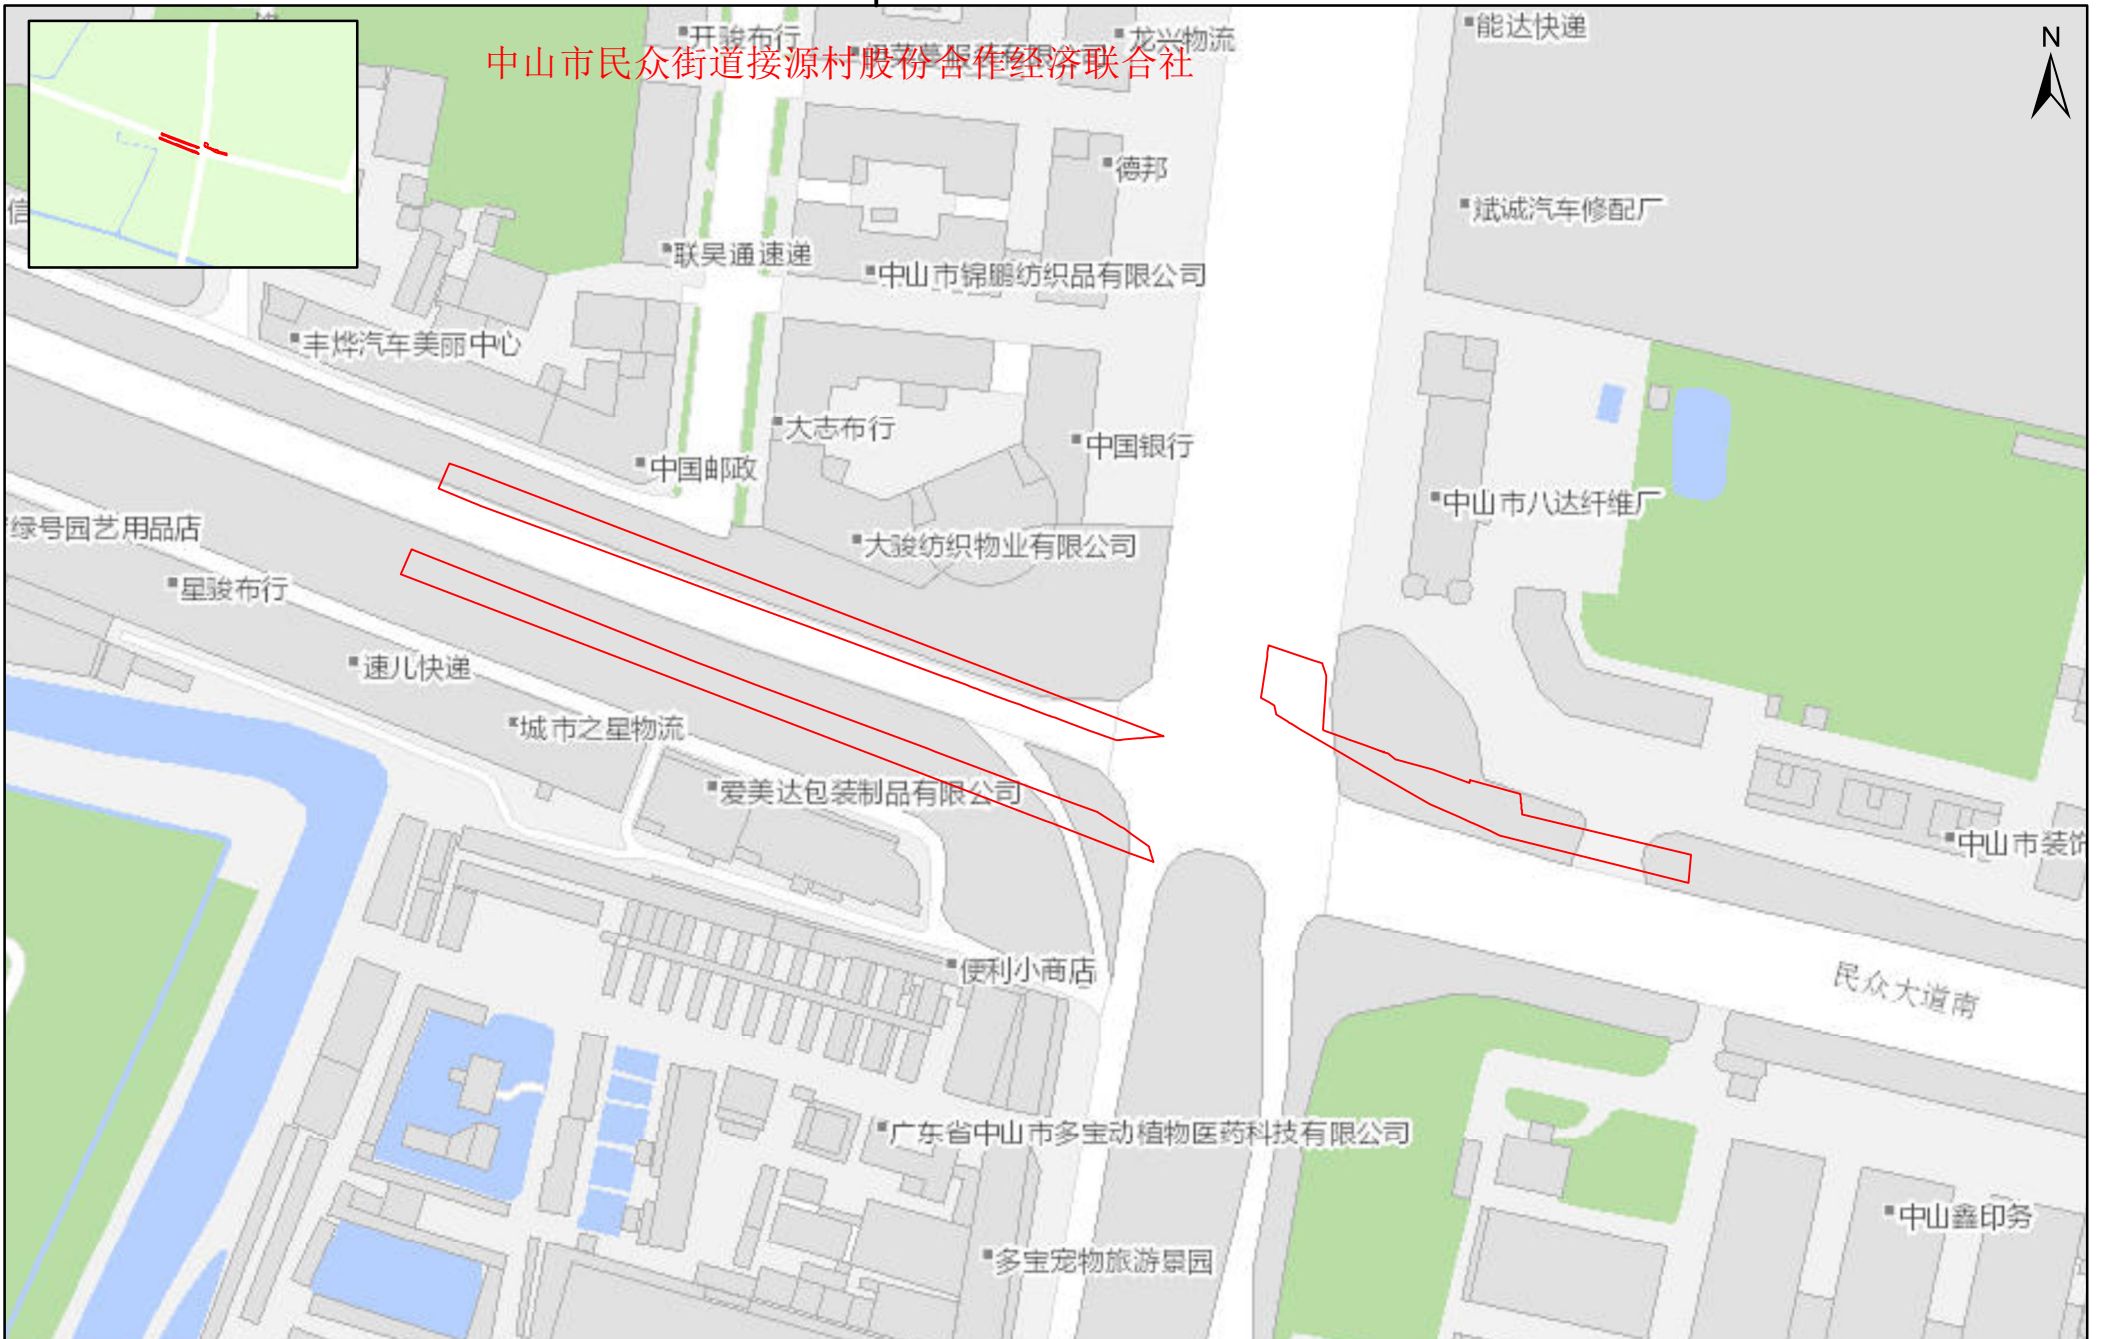 开骏布行
龙兴物流
能达快递
中山市民众街道接源村股份合作经济联合社
N
德邦
斌诚汽车修配厂
信
联昊通速递
中山市锦鹏纺织品有限公司
丰烨汽车美丽中心
大志布行
中国银行
中国邮政
中山市八达纤维厂
绿号园艺用品店
大骏纺织物业有限公司
星骏布行
速儿快递
城市之星物流
爱美达包装制品有限公司
中山市装饰
便利小商店
民众大道南
广东省中山市多宝动植物医药科技有限公司
中山鑫印务
多宝宠物旅游景园